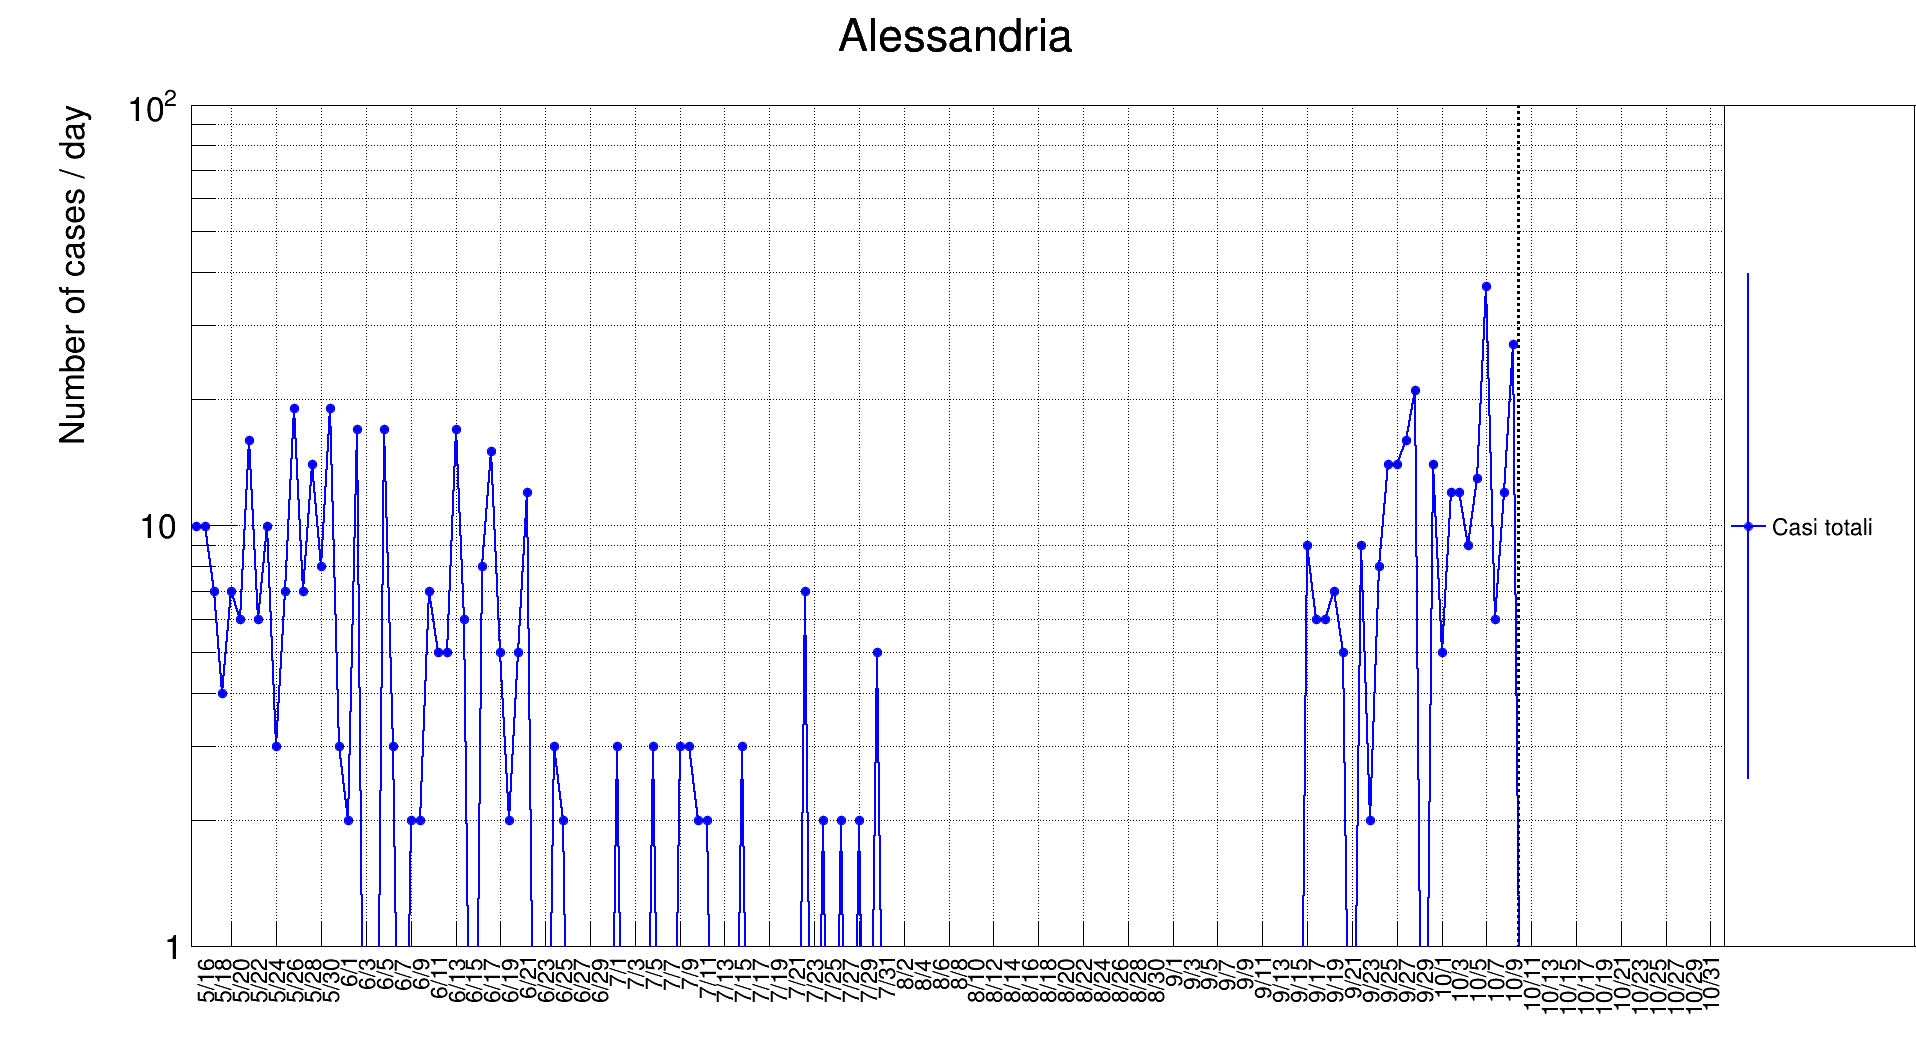 Alessandria
Number of cases / day
10²
10
1
Casi totali
5/16 5/18 5/20 5/22 5/24 5/26 5/28 5/30 6/1 6/3 6/5 6/7 6/9 6/11 6/13 6/15 6/17 6/19 6/21 6/23 6/25 6/27 6/29 7/1 7/3 7/5 7/7 7/9 7/11 7/13 7/15 7/17 7/19 7/21 7/23 7/25 7/27 7/29 7/31 8/2 8/4 8/6 8/8 8/10 8/12 8/14 8/16 8/18 8/20 8/22 8/24 8/26 8/28 8/30 9/1 9/3 9/5 9/7 9/9 9/11 9/13 9/15 9/17 9/19 9/21 9/23 9/25 9/27 9/29 10/1 10/3 10/5 10/7 10/9 10/11 10/13 10/15 10/17 10/19 10/21 10/23 10/25 10/27 10/29 10/31